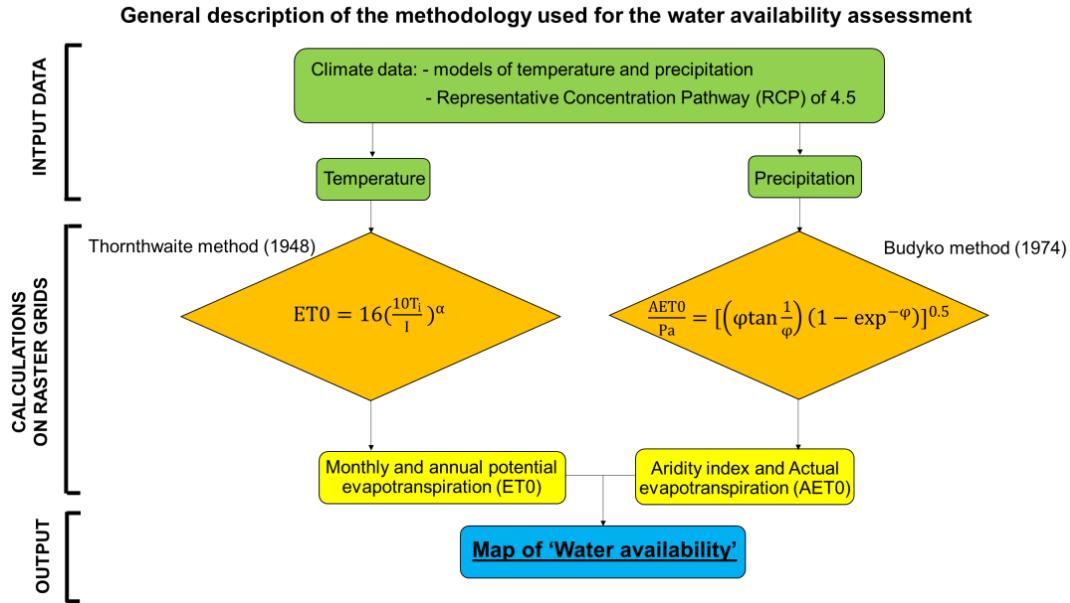 General description of the methodology used for the water availability assessment
INTPUT DATA
Climate data: - models of temperature and precipitation
- Representative Concentration Pathway (RCP) of 4.5
Temperature
Precipitation
CALCULATIONS
ON RASTER GRIDS
Thornthwaite method (1948)
Budyko method (1974)
ET0 = 16(10Tᵢ/I)^α
AET0/Pa = [(φtan 1/φ) (1 − exp^−φ)]^0.5
Monthly and annual potential
evapotranspiration (ET0)
Aridity index and Actual
evapotranspiration (AET0)
OUTPUT
Map of ‘Water availability’